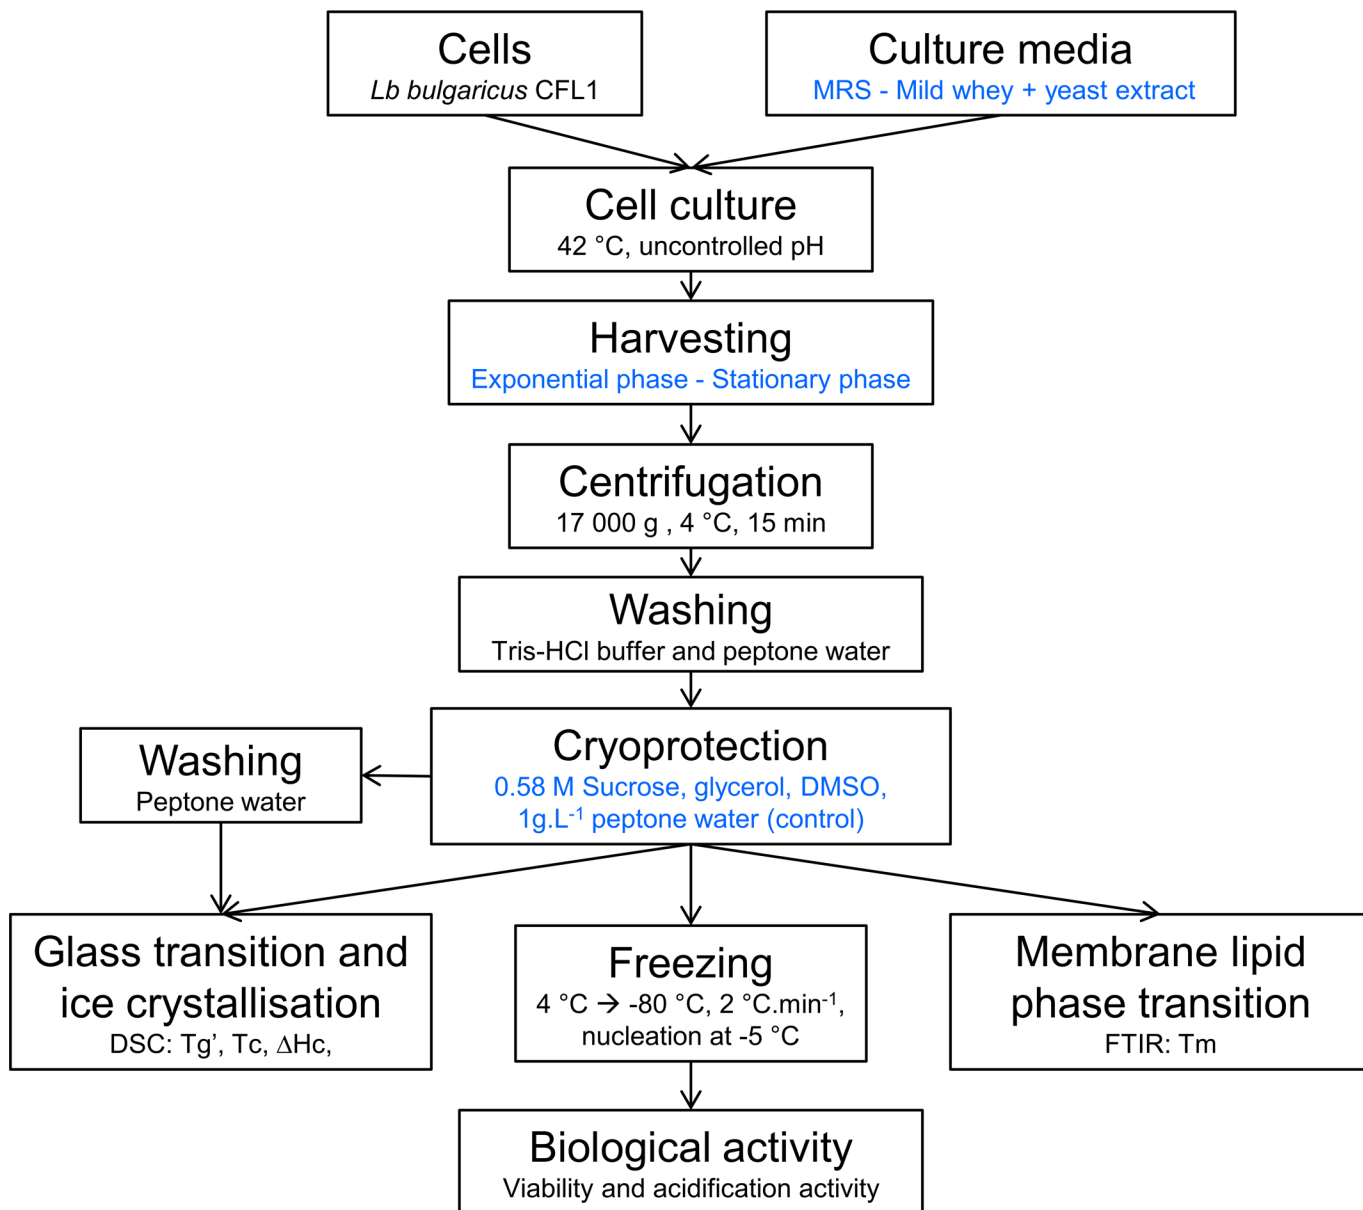 Cells
Lb bulgaricus CFL1
Culture media
MRS - Mild whey + yeast extract
Cell culture
42 °C, uncontrolled pH
Harvesting
Exponential phase - Stationary phase
Centrifugation
17 000 g , 4 °C, 15 min
Washing
Tris-HCl buffer and peptone water
Cryoprotection
0.58 M Sucrose, glycerol, DMSO,
1g.L⁻¹ peptone water (control)
Washing
Peptone water
Glass transition and
ice crystallisation
DSC: Tg’, Tc, ∆Hc,
Freezing
4 °C → -80 °C, 2 °C.min⁻¹,
nucleation at -5 °C
Membrane lipid
phase transition
FTIR: Tm
Biological activity
Viability and acidification activity